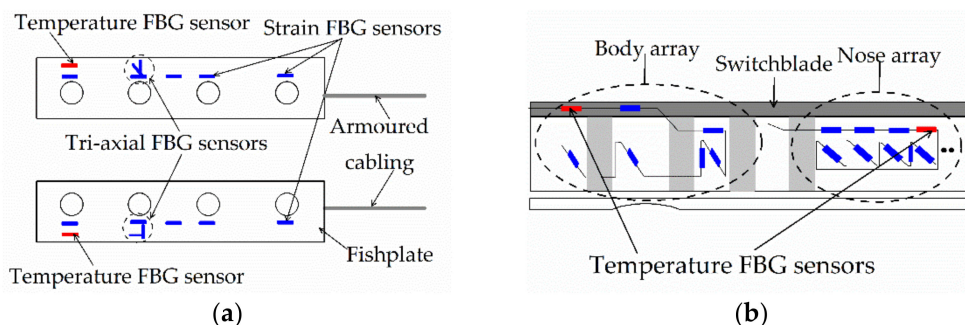 Temperature FBG sensor
Strain FBG sensors
Tri-axial FBG sensors
Armoured
cabling
Fishplate
Temperature FBG sensor
(a)
Body array
Switchblade
Nose array
Temperature FBG sensors
(b)